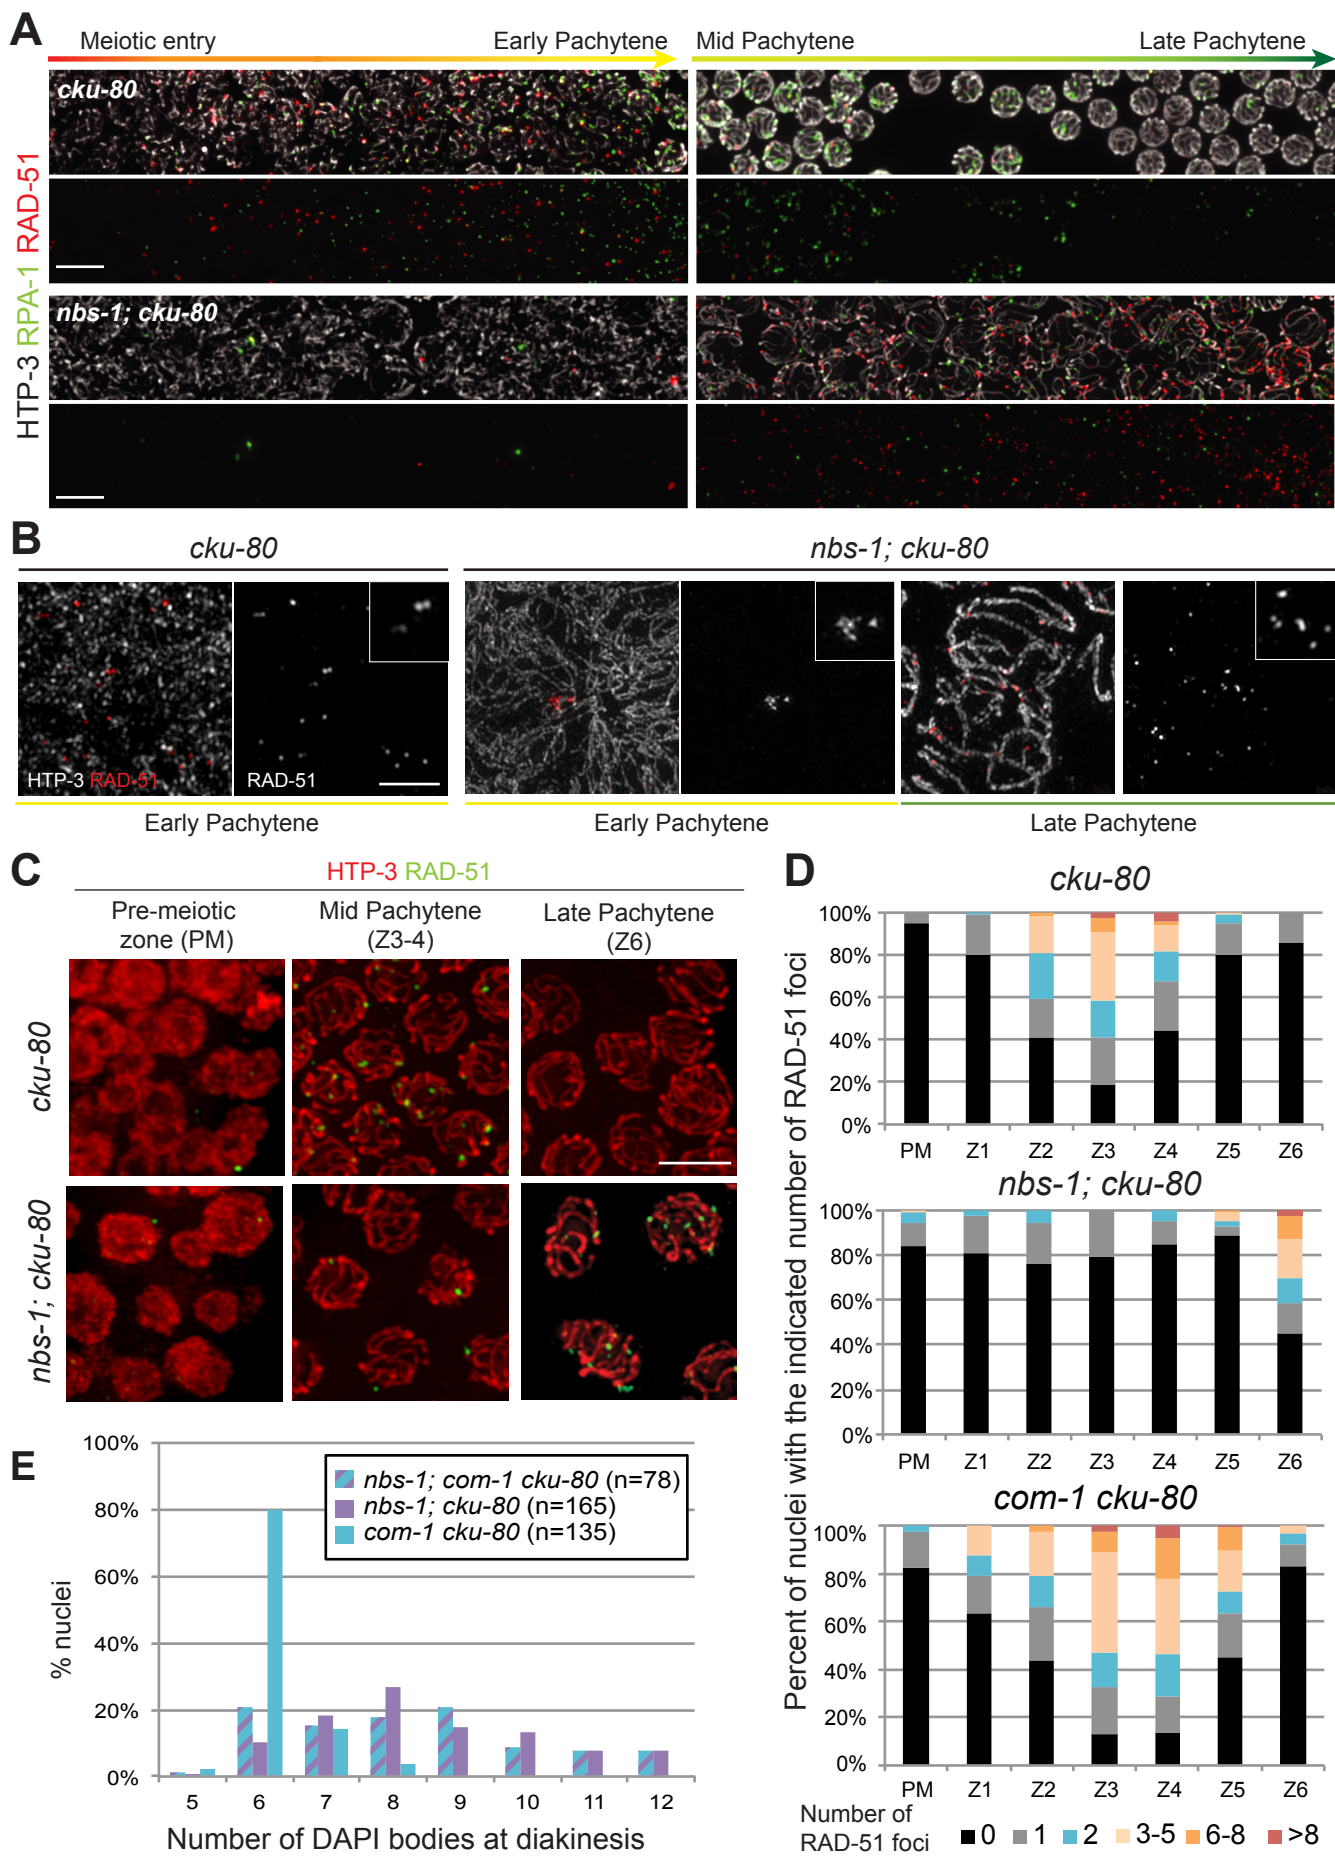 A
Meiotic entry
Early Pachytene
Mid Pachytene
Late Pachytene
HTP-3 RPA-1 RAD-51
cku-80
nbs-1; cku-80
B
cku-80
nbs-1; cku-80
HTP-3 RAD-51
RAD-51
Early Pachytene
Early Pachytene
Late Pachytene
C
HTP-3 RAD-51
Pre-meiotic
zone (PM)
Mid Pachytene
(Z3-4)
Late Pachytene
(Z6)
cku-80
nbs-1; cku-80
D
Percent of nuclei with the indicated number of RAD-51 foci
cku-80
100%
80%
60%
40%
20%
0%
PM Z1 Z2 Z3 Z4 Z5 Z6
nbs-1; cku-80
100%
80%
60%
40%
20%
0%
PM Z1 Z2 Z3 Z4 Z5 Z6
com-1 cku-80
100%
80%
60%
40%
20%
0%
PM Z1 Z2 Z3 Z4 Z5 Z6
Number of
RAD-51 foci
0 1 2 3-5 6-8 >8
E
% nuclei
100%
80%
60%
40%
20%
0%
nbs-1; com-1 cku-80 (n=78)
nbs-1; cku-80 (n=165)
com-1 cku-80 (n=135)
5 6 7 8 9 10 11 12
Number of DAPI bodies at diakinesis